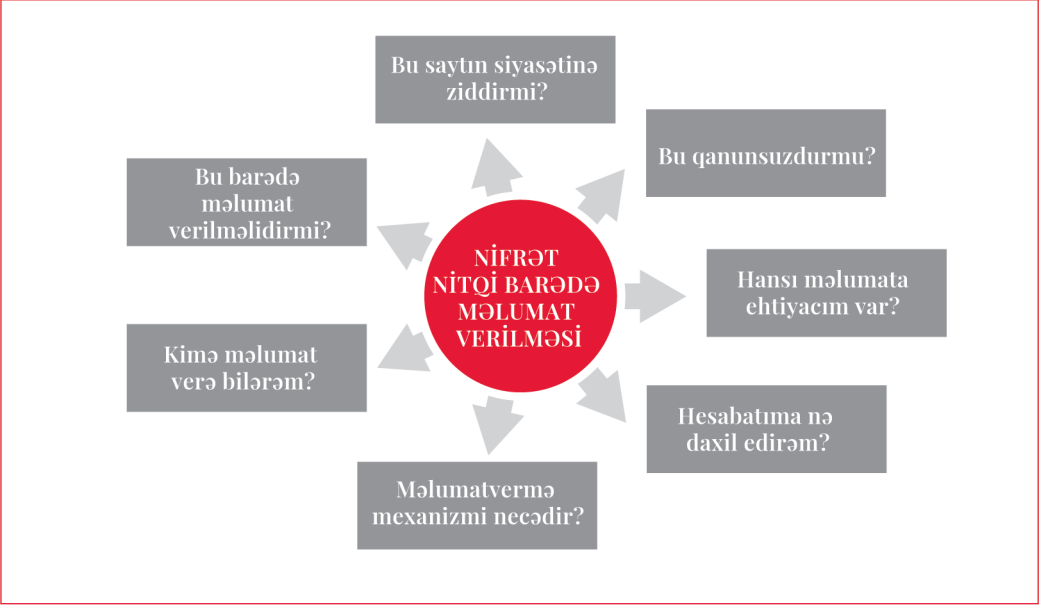 Bu saytın siyasətinə
ziddirmi?
Bu qanunsuzdurmu?
Bu barədə
məlumat
verilməlidirmi?
NİFRƏT
NİTQİ BARƏDƏ
MƏLUMAT
VERİLMƏSİ
Hansı məlumata
ehtiyacım var?
Kimə məlumat
verə bilərəm?
Hesabatıma nə
daxil edirəm?
Məlumatvermə
mexanizmi necədir?